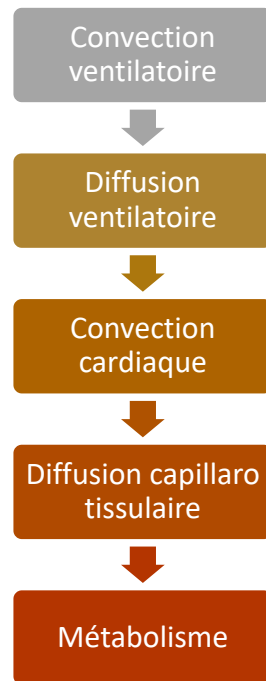 Convection
ventilatoire
Diffusion
ventilatoire
Convection
cardiaque
Diffusion capillaro
tissulaire
Métabolisme